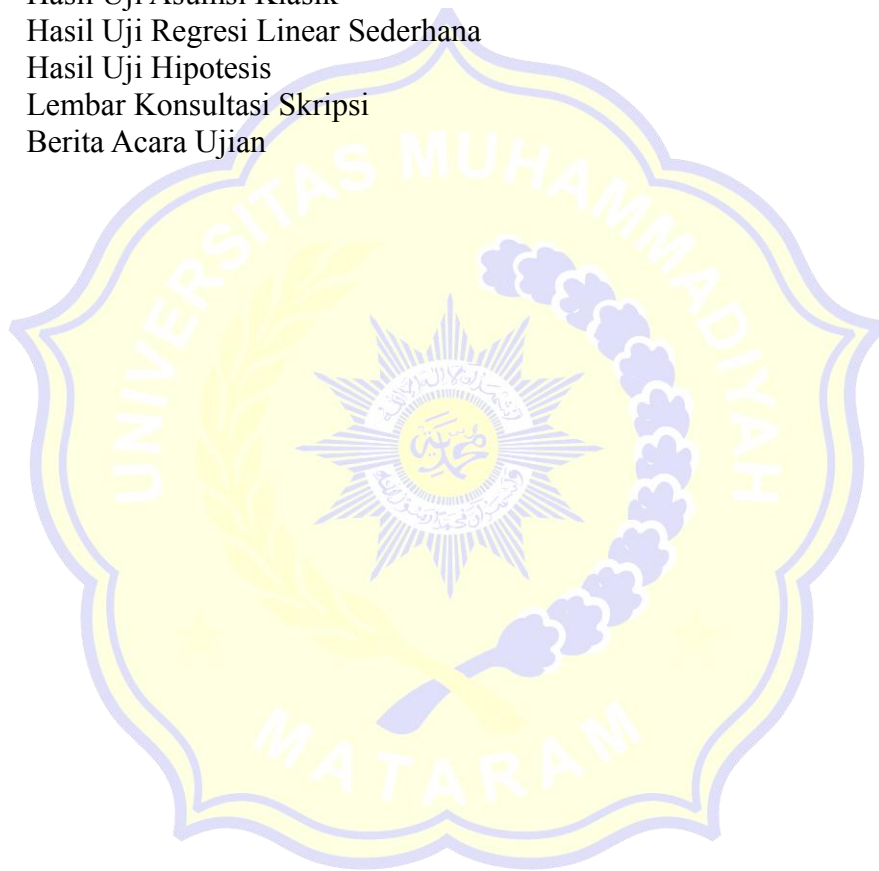 Hasil Uji Asumsi Klasik
Hasil Uji Regresi Linear Sederhana
Hasil Uji Hipotesis
Lembar Konsultasi Skripsi
Berita Acara Ujian
UNIVERSITAS MUHAMMADIYAH
MATARAM